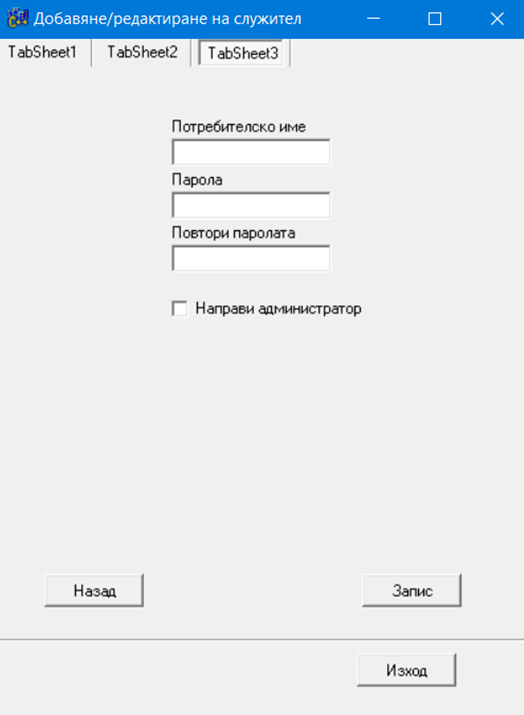 Добавяне/редактиране на служител
TabSheet1 TabSheet2 TabSheet3
Потребителско име
Парола
Повтори паролата
Направи администратор
Назад Запис
Изход